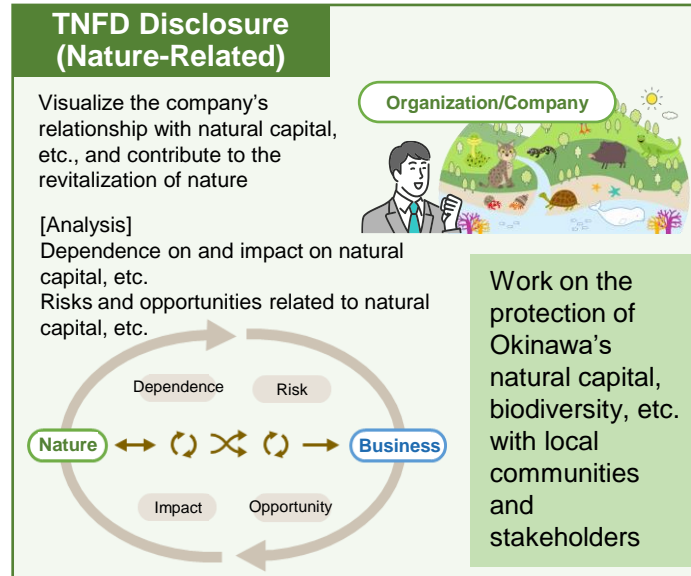 TNFD Disclosure
(Nature-Related)
Visualize the company's
relationship with natural capital,
etc., and contribute to the
revitalization of nature
Organization/Company
[Analysis]
Dependence on and impact on natural
capital, etc.
Risks and opportunities related to natural
capital, etc.
Dependence
Risk
Nature
Business
Impact
Opportunity
Work on the
protection of
Okinawa's
natural capital,
biodiversity, etc.
with local
communities
and
stakeholders